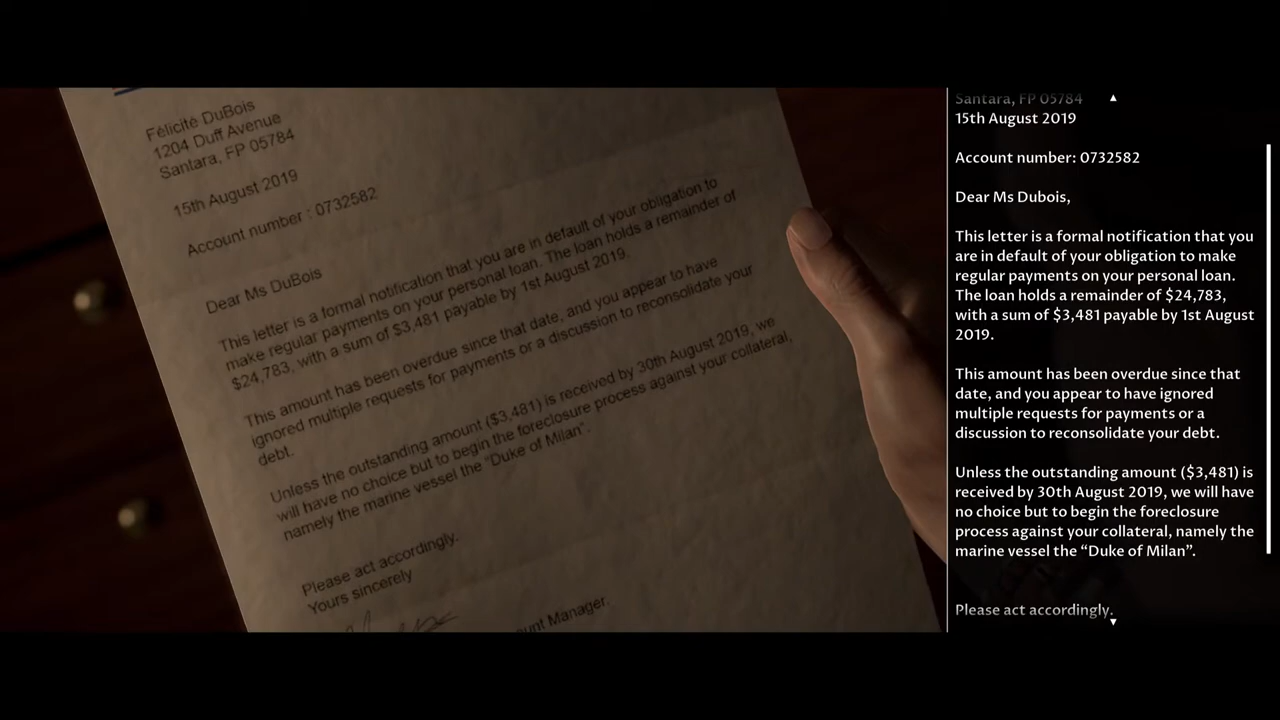 Félicité DuBois
1204 Duff Avenue
Santara, FP 05784
15th August 2019
Account number : 0732582
Dear Ms DuBois
This letter is a formal notification that you are in default of your obligation to
make regular payments on your personal loan. The loan holds a remainder of
$24,783, with a sum of $3,481 payable by 1st August 2019.
This amount has been overdue since that date, and you appear to have
ignored multiple requests for payments or a discussion to reconsolidate your
debt.
Unless the outstanding amount ($3,481) is received by 30th August 2019, we
will have no choice but to begin the foreclosure process against your collateral,
namely the marine vessel the "Duke of Milan".
Please act accordingly.
Yours sincerely
Manager.
Santara, FP 05784
15th August 2019
Account number: 0732582
Dear Ms Dubois,
This letter is a formal notification that you
are in default of your obligation to make
regular payments on your personal loan.
The loan holds a remainder of $24,783,
with a sum of $3,481 payable by 1st August
2019.
This amount has been overdue since that
date, and you appear to have ignored
multiple requests for payments or a
discussion to reconsolidate your debt.
Unless the outstanding amount ($3,481) is
received by 30th August 2019, we will have
no choice but to begin the foreclosure
process against your collateral, namely the
marine vessel the “Duke of Milan”.
Please act accordingly.